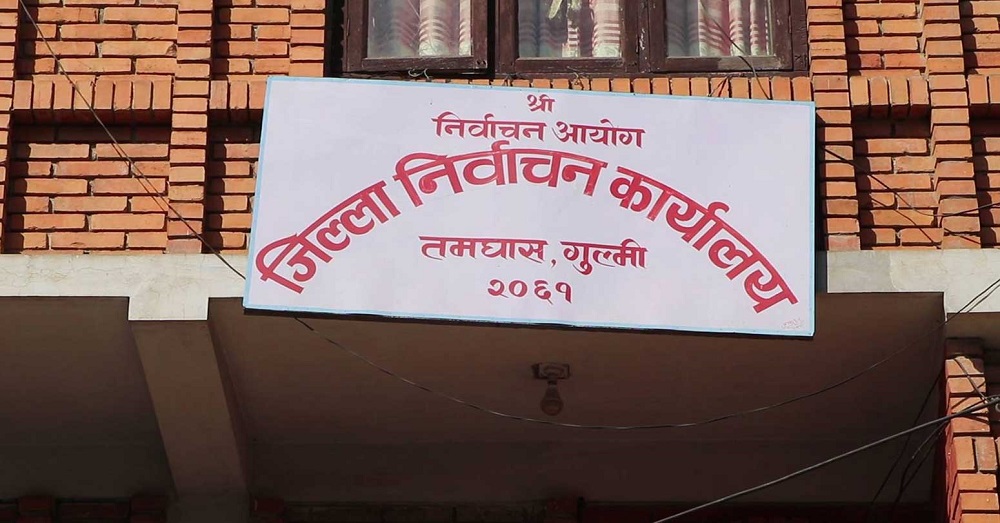 श्री
निर्वाचन आयोग
जिल्ला निर्वाचन कार्यालय
तमघास, गुल्मी
२०६१